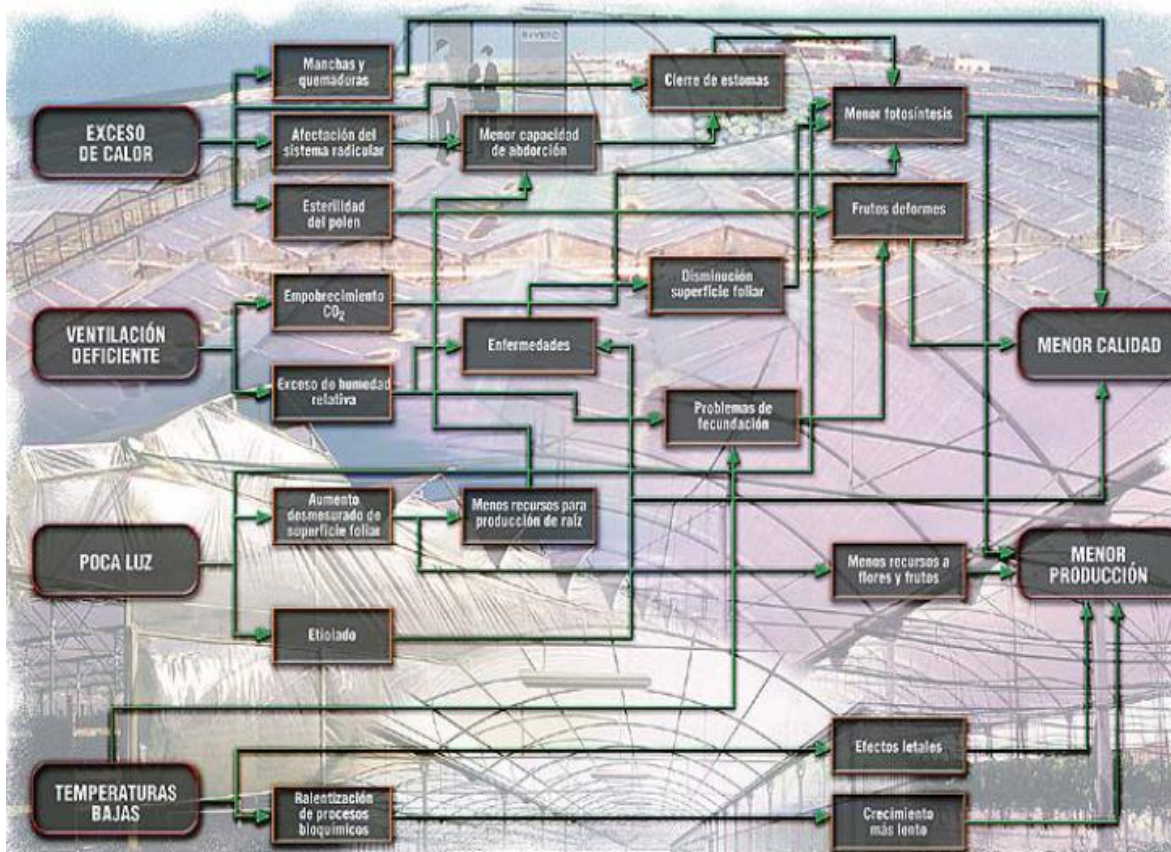 Manchas y
quemaduras
EXCESO
DE CALOR
Afectación del
sistema radicular
Esterilidad
del polen
Menor capacidad
de abdorción
Cierre de estomas
Menor fotosíntesis
Frutos deformes
VENTILACIÓN
DEFICIENTE
Empobrecimiento
CO₂
Exceso de humedad
relativa
Enfermedades
Disminución
superficie foliar
Problemas de
fecundación
MENOR CALIDAD
POCA LUZ
Aumento
desmesurado de
superficie foliar
Menos recursos para
producción de raíz
Etiolado
Menos recursos a
flores y frutos
MENOR
PRODUCCIÓN
TEMPERATURAS
BAJAS
Ralentización
de procesos
bioquímicos
Efectos letales
Crecimiento
más lento